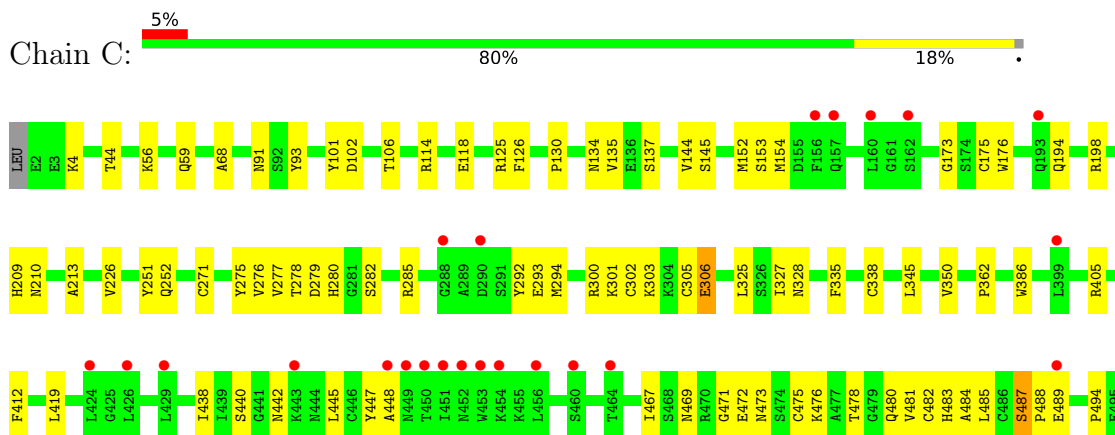 5%
Chain C:
80% 18% •
LEU E2 E3 K4 T44 K56 Q59 A68 N91 S92 Y93 Y101 D102 T106 R114 E118 R125 F126 P130 N134 V135 E136 S137 V144 S145 M152 S153 M154 D155 F156 Q157 L160 G161 S162 G173 S174 C175 W176 Q193 Q194 R198
H209 N210 A213 V226 Y251 Q252 C271 Y275 V276 V277 T278 D279 H280 G281 S282 R285 G288 A289 D290 S291 Y292 E293 M294 R300 K301 C302 K303 K304 C305 E306 L325 S326 I327 N328 F335 C338 L345 V350 P362 W386 L399 R405
F412 L419 L424 G425 L426 L429 I438 I439 S440 G441 N442 K443 N444 L445 C446 Y447 A448 N449 T450 I451 N452 W453 K454 K455 L456 S460 T464 I467 S468 N469 R470 G471 E472 N473 S474 C475 K476 A477 T478 G479 Q480 V481 C482 H483 A484 L485 C486 S487 P488 E489 P494